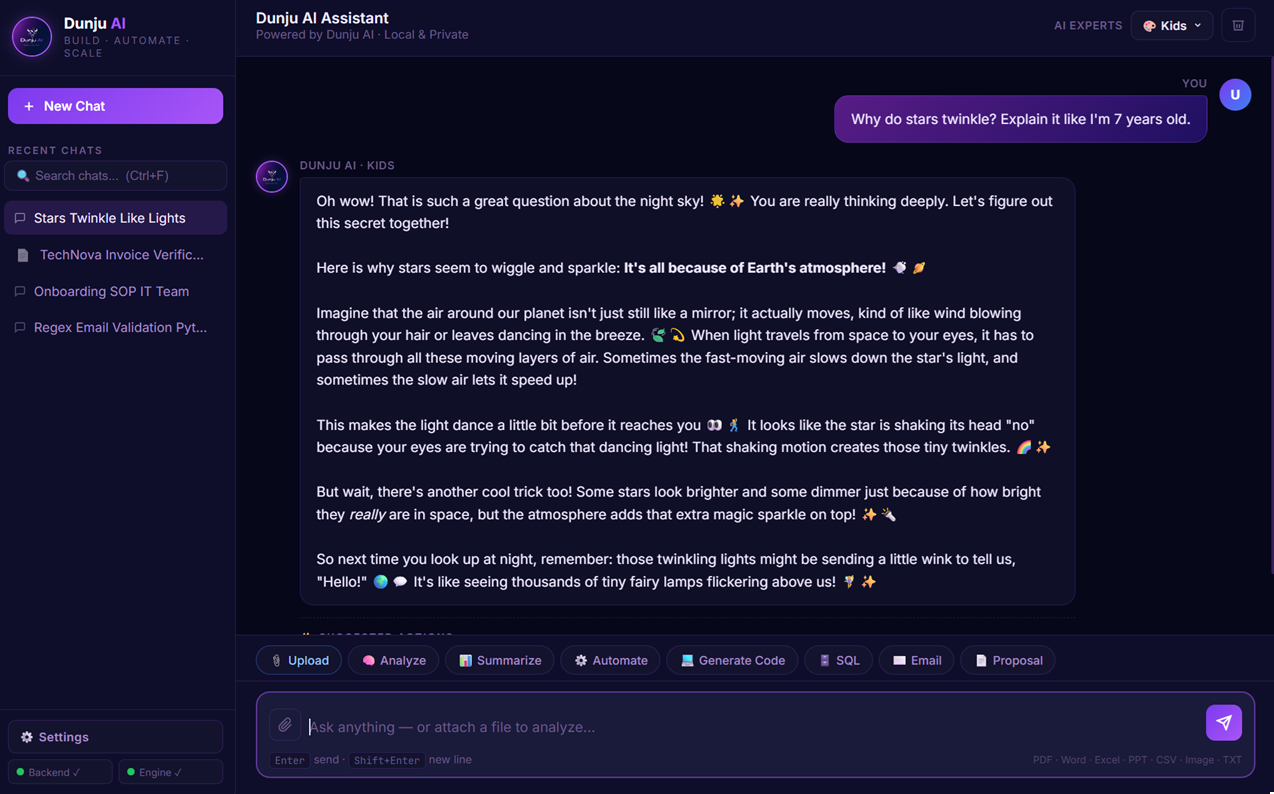 Dunju AI
BUILD · AUTOMATE ·
SCALE
+ New Chat
RECENT CHATS
Search chats... (Ctrl+F)
Stars Twinkle Like Lights
TechNova Invoice Verific...
Onboarding SOP IT Team
Regex Email Validation Pyt...
Settings
Backend ✓
Engine ✓
Dunju AI Assistant
Powered by Dunju AI · Local & Private
AI EXPERTS
Kids
YOU
U
Why do stars twinkle? Explain it like I'm 7 years old.
DUNJU AI · KIDS
Oh wow! That is such a great question about the night sky! 🌟 ✨ You are really thinking deeply. Let's figure out
this secret together!
Here is why stars seem to wiggle and sparkle: It's all because of Earth's atmosphere!
Imagine that the air around our planet isn't just still like a mirror; it actually moves, kind of like wind blowing
through your hair or leaves dancing in the breeze. 🍃 💫 When light travels from space to your eyes, it has to
pass through all these moving layers of air. Sometimes the fast-moving air slows down the star's light, and
sometimes the slow air lets it speed up!
This makes the light dance a little bit before it reaches you 👀 It looks like the star is shaking its head "no"
because your eyes are trying to catch that dancing light! That shaking motion creates those tiny twinkles. 🌈 ✨
But wait, there's another cool trick too! Some stars look brighter and some dimmer just because of how bright
they really are in space, but the atmosphere adds that extra magic sparkle on top! ✨
So next time you look up at night, remember: those twinkling lights might be sending a little wink to tell us,
"Hello!" 🌍 💬 It's like seeing thousands of tiny fairy lamps flickering above us! ✨
Upload
Analyze
Summarize
Automate
Generate Code
SQL
Email
Proposal
Ask anything — or attach a file to analyze...
Enter send · Shift+Enter new line
PDF · Word · Excel · PPT · CSV · Image · TXT